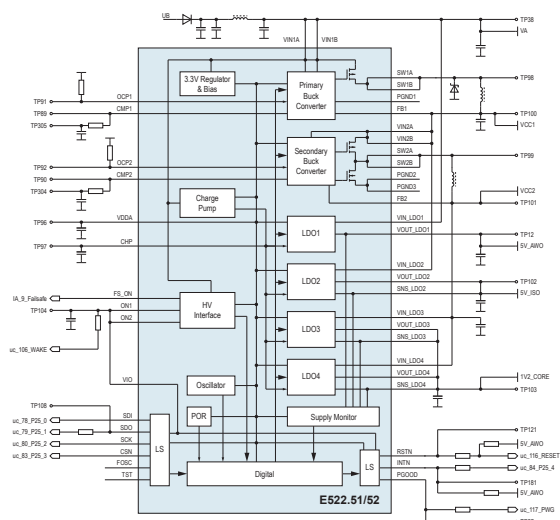 UB
VIN1A
VIN1B
TP38
VA
3.3V Regulator
& Bias
Primary
Buck
Converter
SW1A
SW1B
PGND1
FB1
TP98
TP100
VCC1
TP91
OCP1
TP89
CMP1
TP305
VIN2A
VIN2B
SW2A
SW2B
PGND2
PGND3
FB2
TP99
VCC2
TP101
TP92
OCP2
TP90
CMP2
TP304
Secondary
Buck
Converter
Charge
Pump
TP96
VDDA
TP97
CHP
LDO1
VIN_LDO1
VOUT_LDO1
TP12
5V_AWO
LDO2
VIN_LDO2
VOUT_LDO2
SNS_LDO2
TP102
5V_ISO
IA_9_Failsafe
FS_ON
TP104
ON1
ON2
HV
Interface
uc_106_WAKE
LDO3
VIN_LDO3
VOUT_LDO3
SNS_LDO3
LDO4
VIN_LDO4
VOUT_LDO4
SNS_LDO4
1V2_CORE
TP103
VIO
Oscillator
POR
Supply Monitor
TP108
uc_78_P25_0
SDI
uc_79_P25_1
SDO
uc_80_P25_2
SCK
uc_83_P25_3
CSN
FOSC
TST
LS
Digital
LS
RSTN
INTN
PGOOD
TP121
5V_AWO
uc_116_RESET
uc_84_P25_4
TP181
5V_AWO
uc_117_PWG
E522.51/52